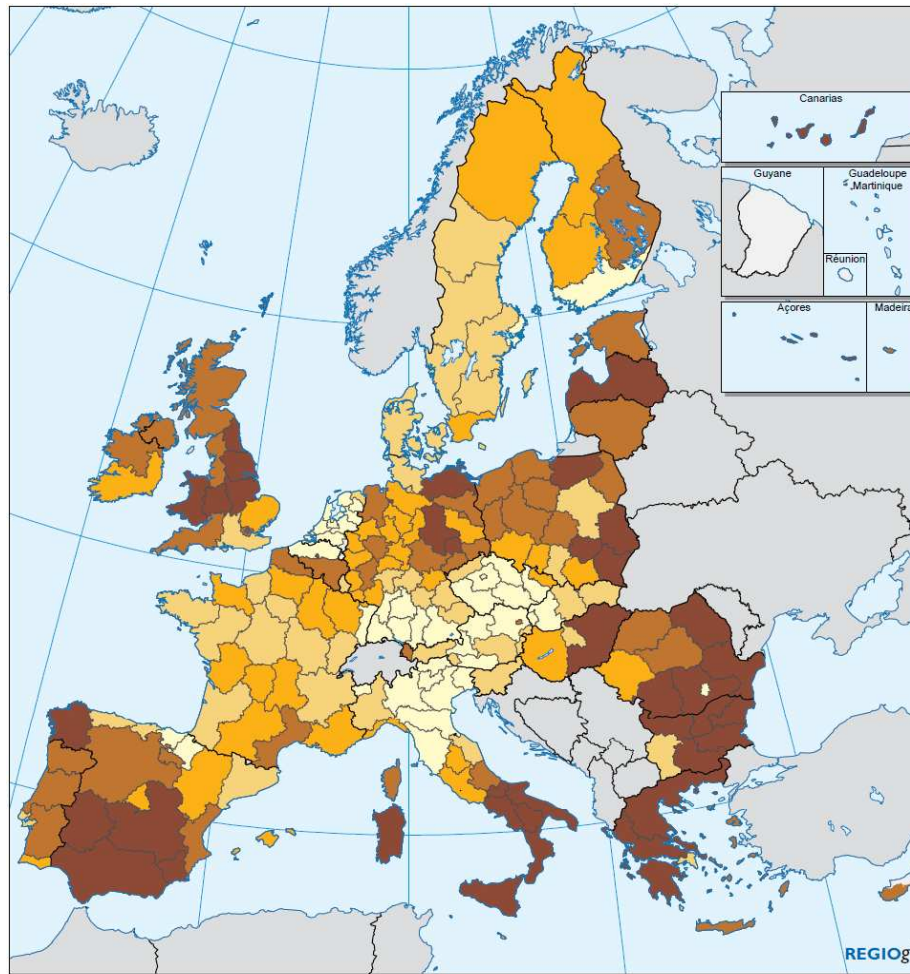 Canarias
Guyane
Guadeloupe
Martinique
Réunion
Açores
Madeira
REGIOg